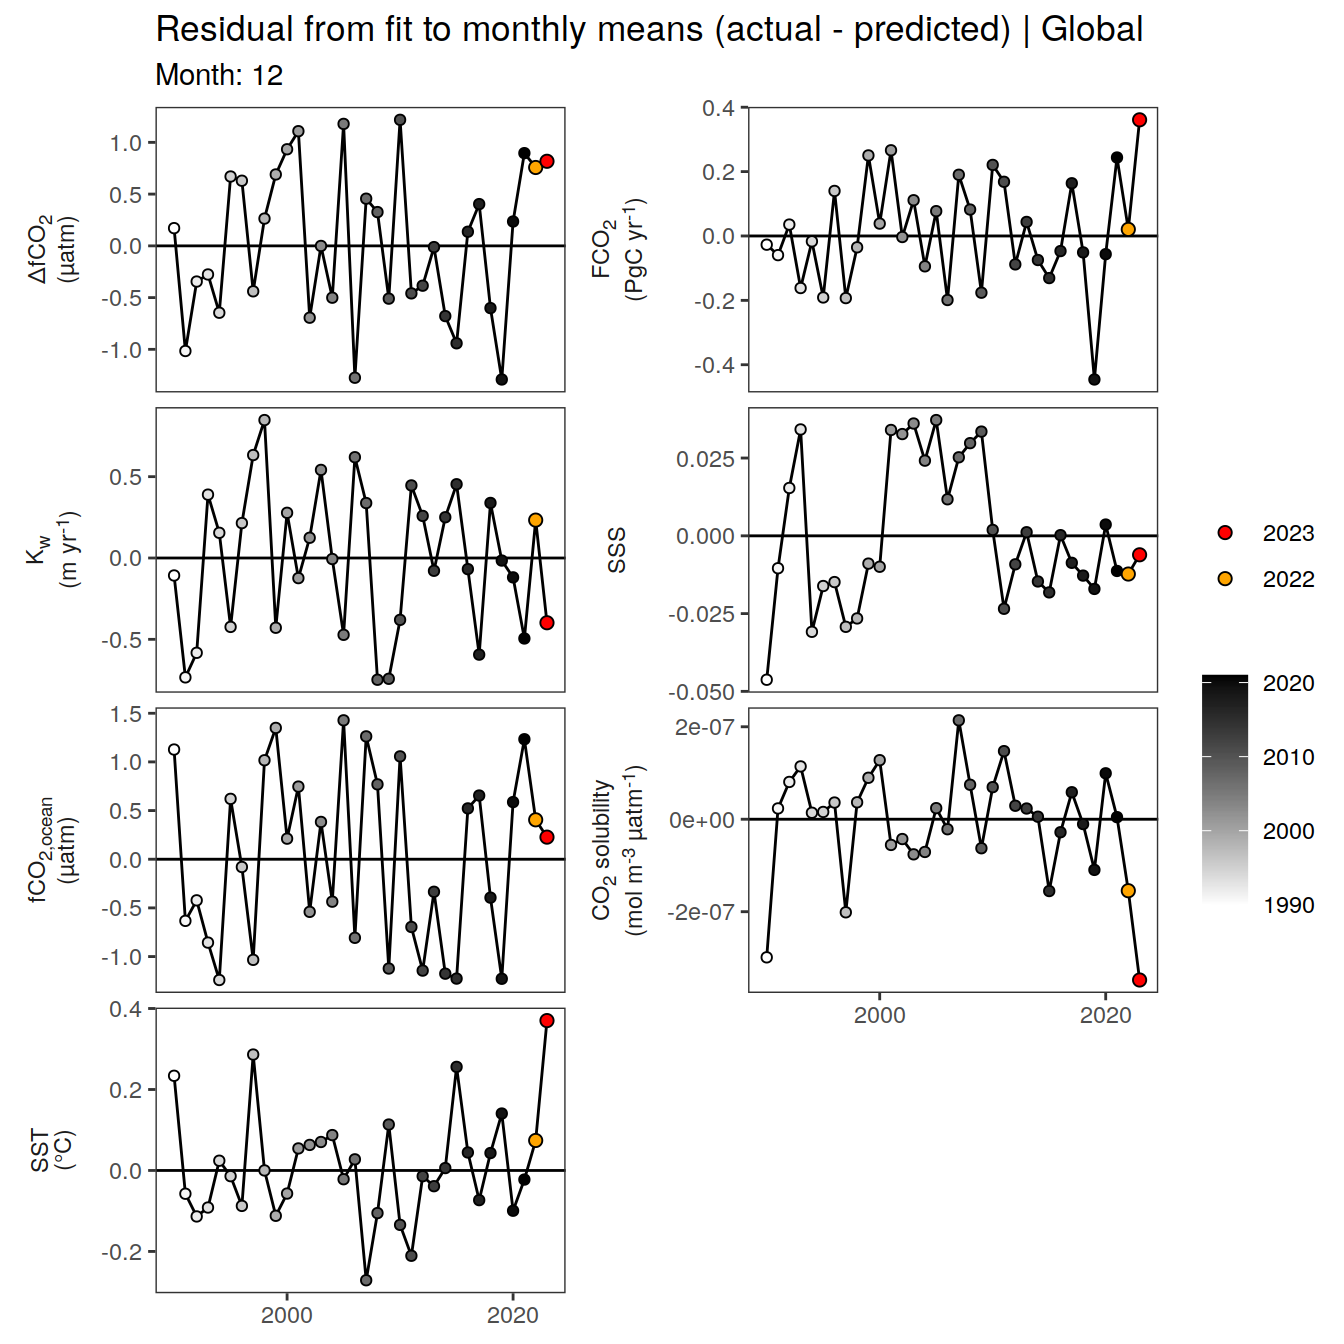 Residual from fit to monthly means (actual - predicted) | Global
Month: 12
ΔfCO2
(µatm)
1.0
0.5
0.0
-0.5
-1.0
FCO2
(PgC yr-1)
0.4
0.2
0.0
-0.2
-0.4
Kw
(m yr-1)
0.5
0.0
-0.5
SSS
0.025
0.000
-0.025
-0.050
fCO2,ocean
(µatm)
1.5
1.0
0.5
0.0
-0.5
-1.0
CO2 solubility
(mol m-3 µatm-1)
2e-07
0e+00
-2e-07
2000
2020
SST
(°C)
0.4
0.2
0.0
-0.2
2000
2020
2023
2022
2020
2010
2000
1990